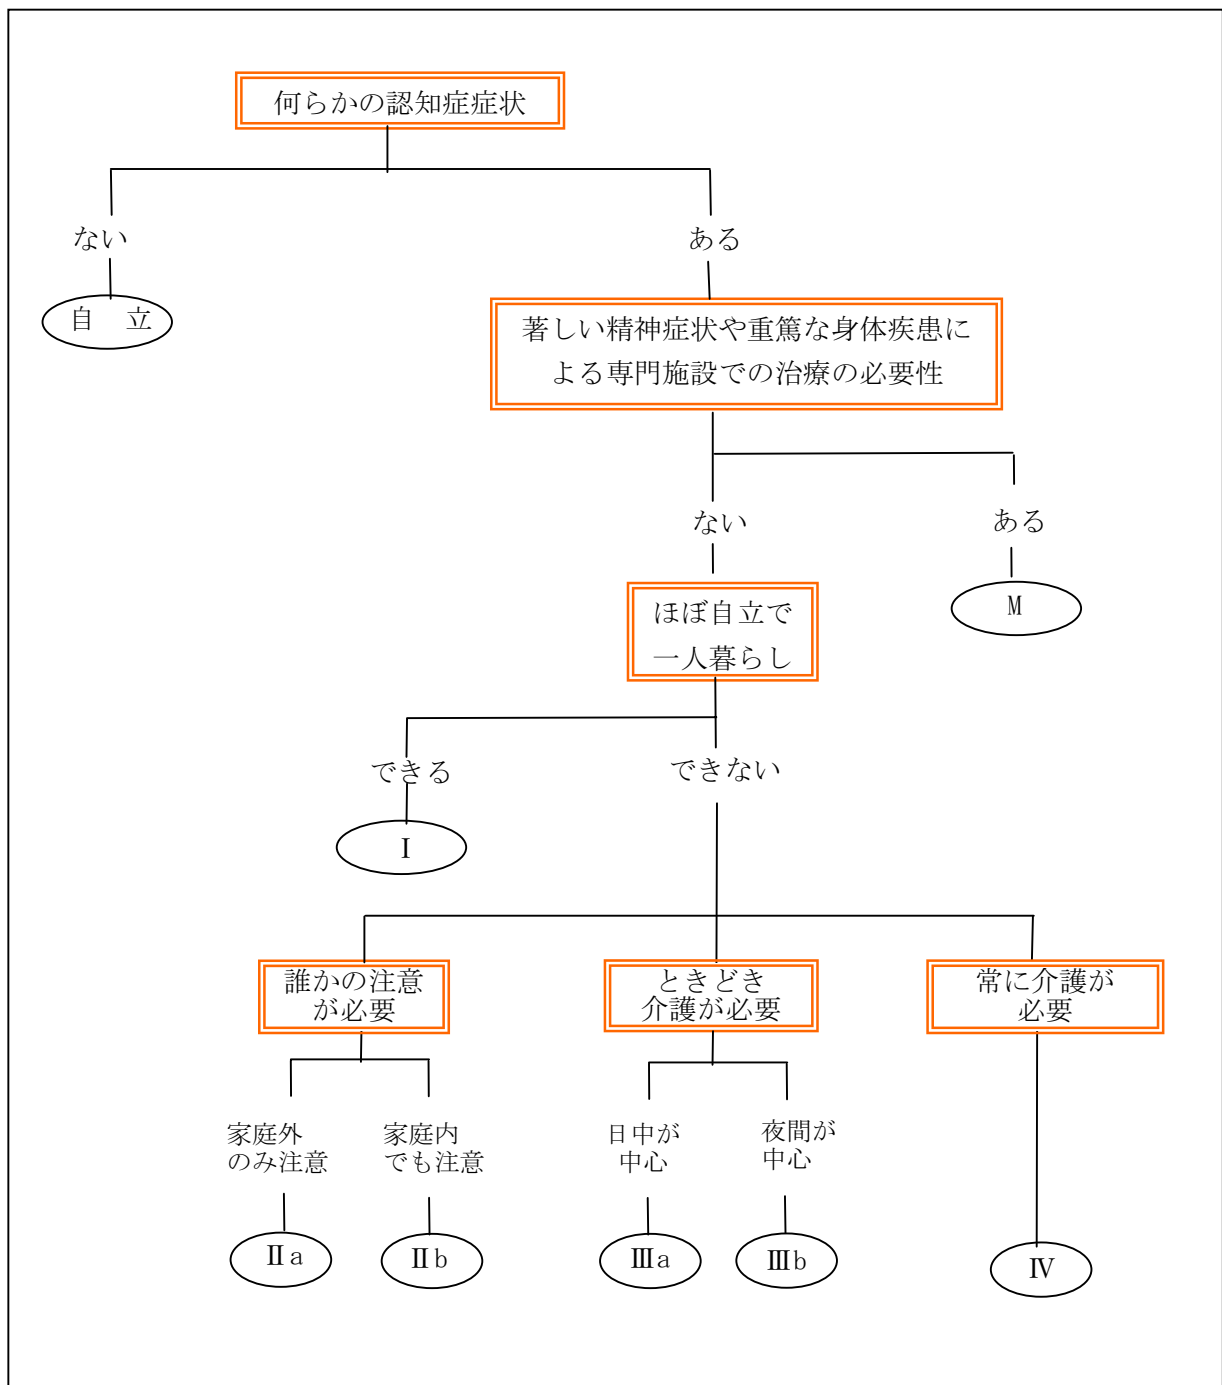 何らかの認知症症状
ない
ある
自　立
著しい精神症状や重篤な身体疾患に
よる専門施設での治療の必要性
ない
ある
M
ほぼ自立で
一人暮らし
できる
できない
Ⅰ
誰かの注意
が必要
ときどき
介護が必要
常に介護が
必要
家庭外
のみ注意
家庭内
でも注意
日中が
中心
夜間が
中心
Ⅱa
Ⅱb
Ⅲa
Ⅲb
Ⅳ